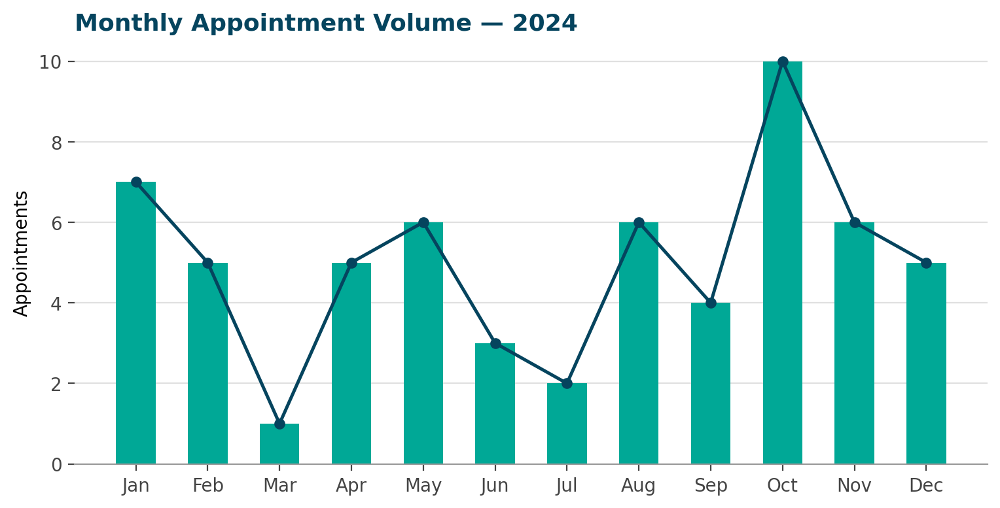 Monthly Appointment Volume — 2024
Appointments
10
8
6
4
2
0
Jan Feb Mar Apr May Jun Jul Aug Sep Oct Nov Dec